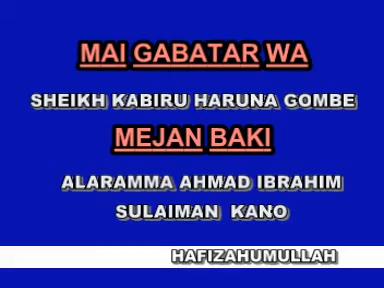 MAI GABATAR WA
SHEIKH KABIRU HARUNA GOMBE
MEJAN BAKI
ALARAMMA AHMAD IBRAHIM
SULAIMAN KANO
HAFIZAHUMULLAH